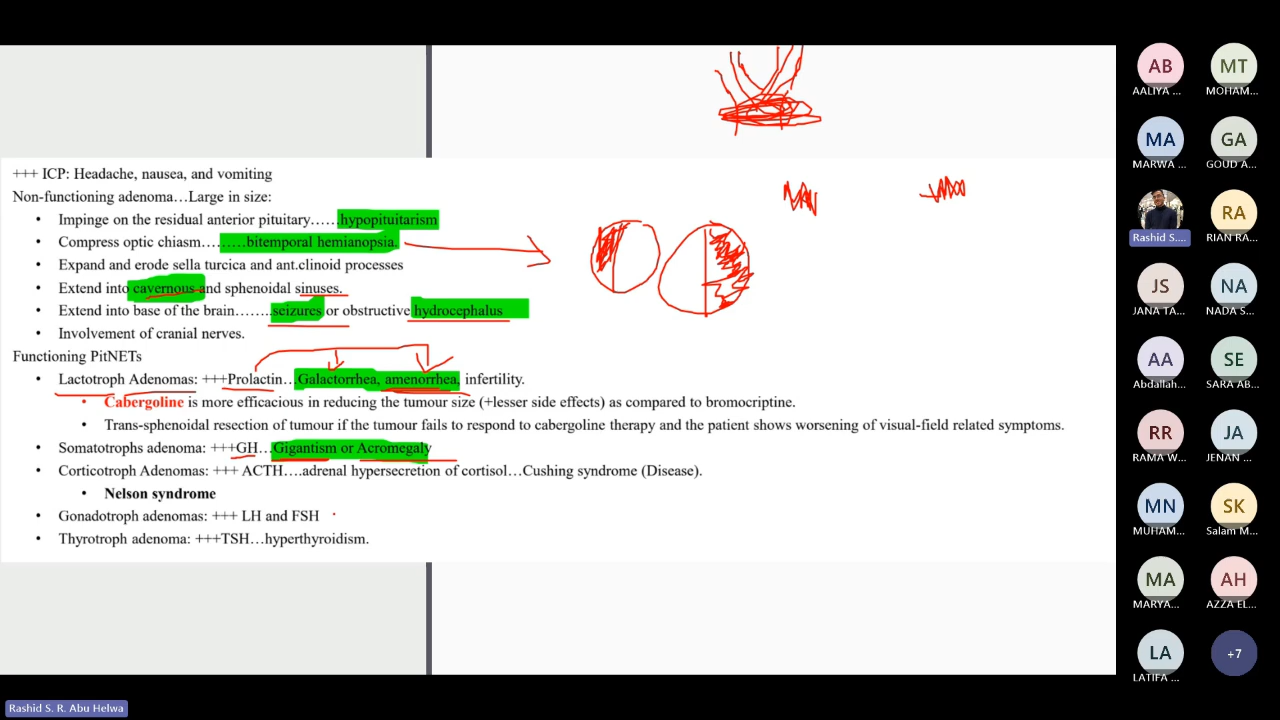 +++ ICP: Headache, nausea, and vomiting
Non-functioning adenoma…Large in size:
• Impinge on the residual anterior pituitary……hypopituitarism
• Compress optic chiasm…..……bitemporal hemianopsia.
• Expand and erode sella turcica and ant.clinoid processes
• Extend into cavernous and sphenoidal sinuses.
• Extend into base of the brain……..seizures or obstructive hydrocephalus
• Involvement of cranial nerves.
Functioning PitNETs
• Lactotroph Adenomas: +++Prolactin…Galactorrhea, amenorrhea, infertility.
• Cabergoline is more efficacious in reducing the tumour size (+lesser side effects) as compared to bromocriptine.
• Trans-sphenoidal resection of tumour if the tumour fails to respond to cabergoline therapy and the patient shows worsening of visual-field related symptoms.
• Somatotrophs adenoma: +++GH…Gigantism or Acromegaly
• Corticotroph Adenomas: +++ ACTH….adrenal hypersecretion of cortisol…Cushing syndrome (Disease).
• Nelson syndrome
• Gonadotroph adenomas: +++ LH and FSH
• Thyrotroph adenoma: +++TSH…hyperthyroidism.
AB MT
AALIYA ... MOHAM...
MA GA
MARWA ... GOUD A...
RA
Rashid S.... RIAN RA...
JS NA
JANA TA... NADA S...
AA SE
Abdallah... SARA AB...
RR JA
RAMA W... JENAN ...
MN SK
MUHAM... Salam M...
MA AH
MARYA... AZZA EL...
LA +7
LATIFA ...
Rashid S. R. Abu Helwa